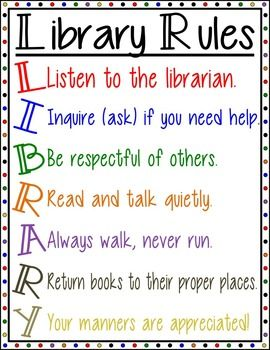 Library Rules
Listen to the librarian.
Inquire (ask) if you need help.
Be respectful of others.
Read and talk quietly.
Always walk, never run.
Return books to their proper places.
Your manners are appreciated!